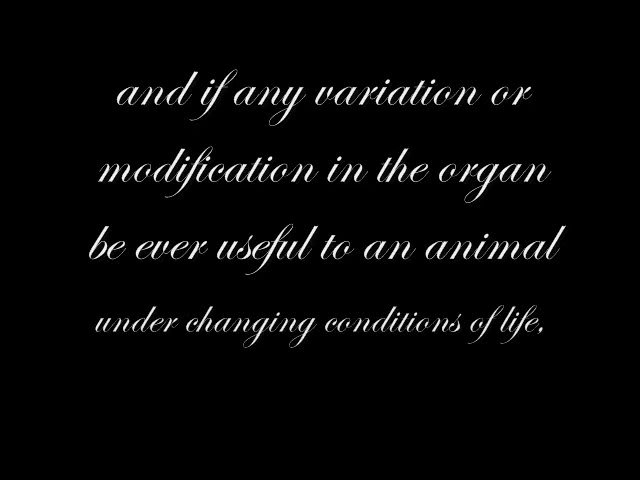 and if any variation or
modification in the organ
be ever useful to an animal
under changing conditions of life,